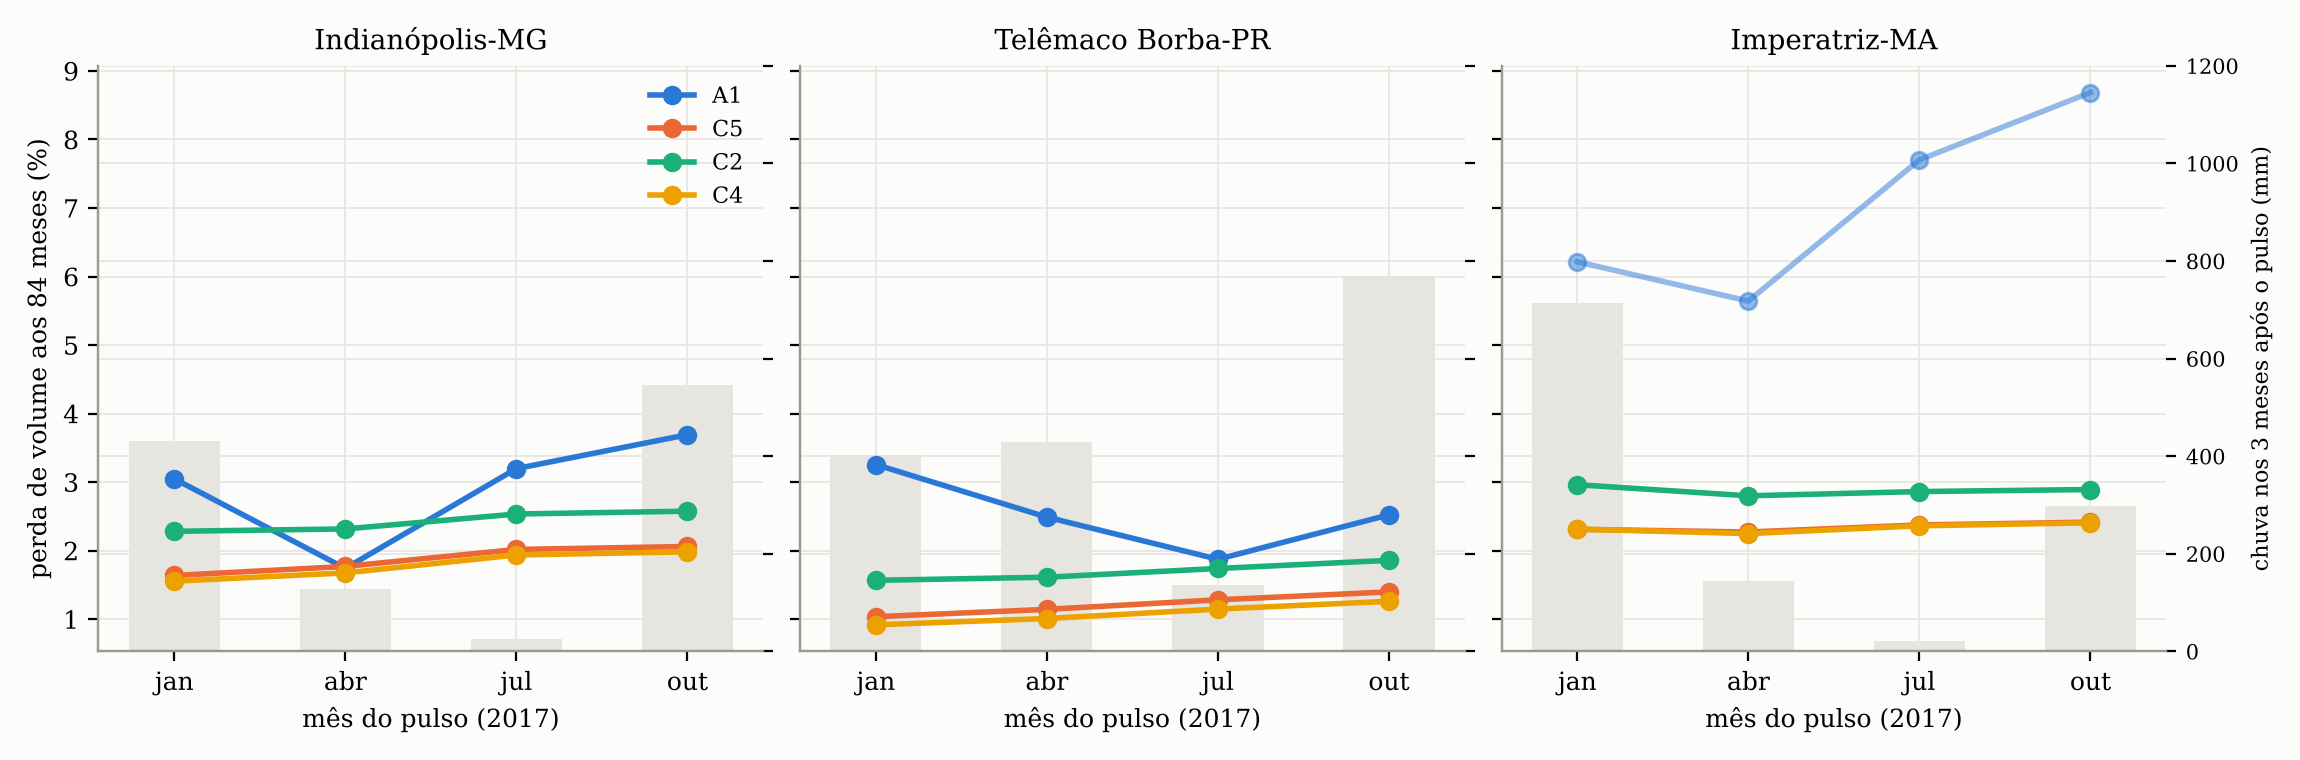 Indianópolis-MG
Telêmaco Borba-PR
Imperatriz-MA
perda de volume aos 84 meses (%)
9
8
7
6
5
4
3
2
1
A1
C5
C2
C4
1200
1000
800
600
400
200
0
chuva nos 3 meses após o pulso (mm)
jan abr jul out
jan abr jul out
jan abr jul out
mês do pulso (2017)
mês do pulso (2017)
mês do pulso (2017)